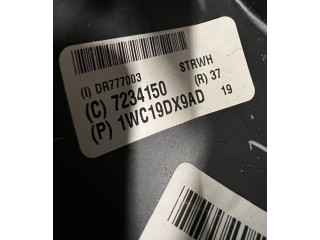 (I) DR777003 STRWH
(C) 7234150 (R) 37
(P) 1WC19DX9AD 19